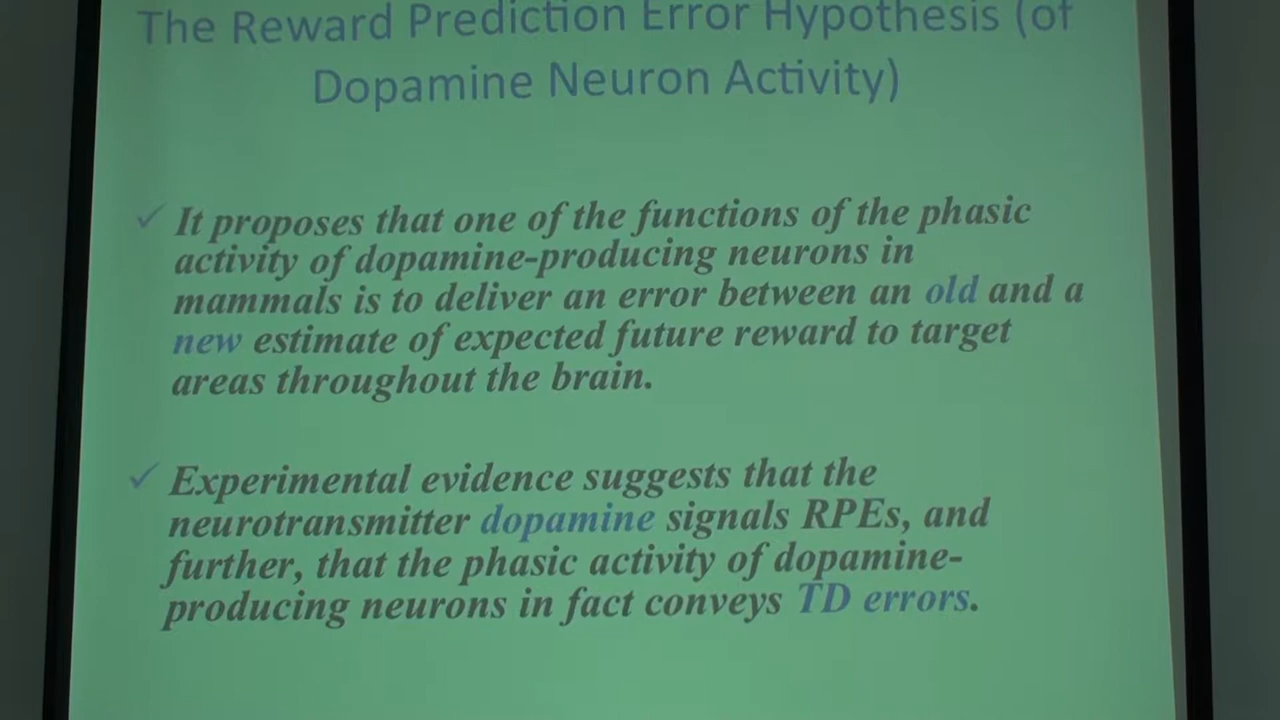 The Reward Prediction Error Hypothesis (of
Dopamine Neuron Activity)
✓ It proposes that one of the functions of the phasic
activity of dopamine-producing neurons in
mammals is to deliver an error between an old and a
new estimate of expected future reward to target
areas throughout the brain.
✓ Experimental evidence suggests that the
neurotransmitter dopamine signals RPEs, and
further, that the phasic activity of dopamine-
producing neurons in fact conveys TD errors.